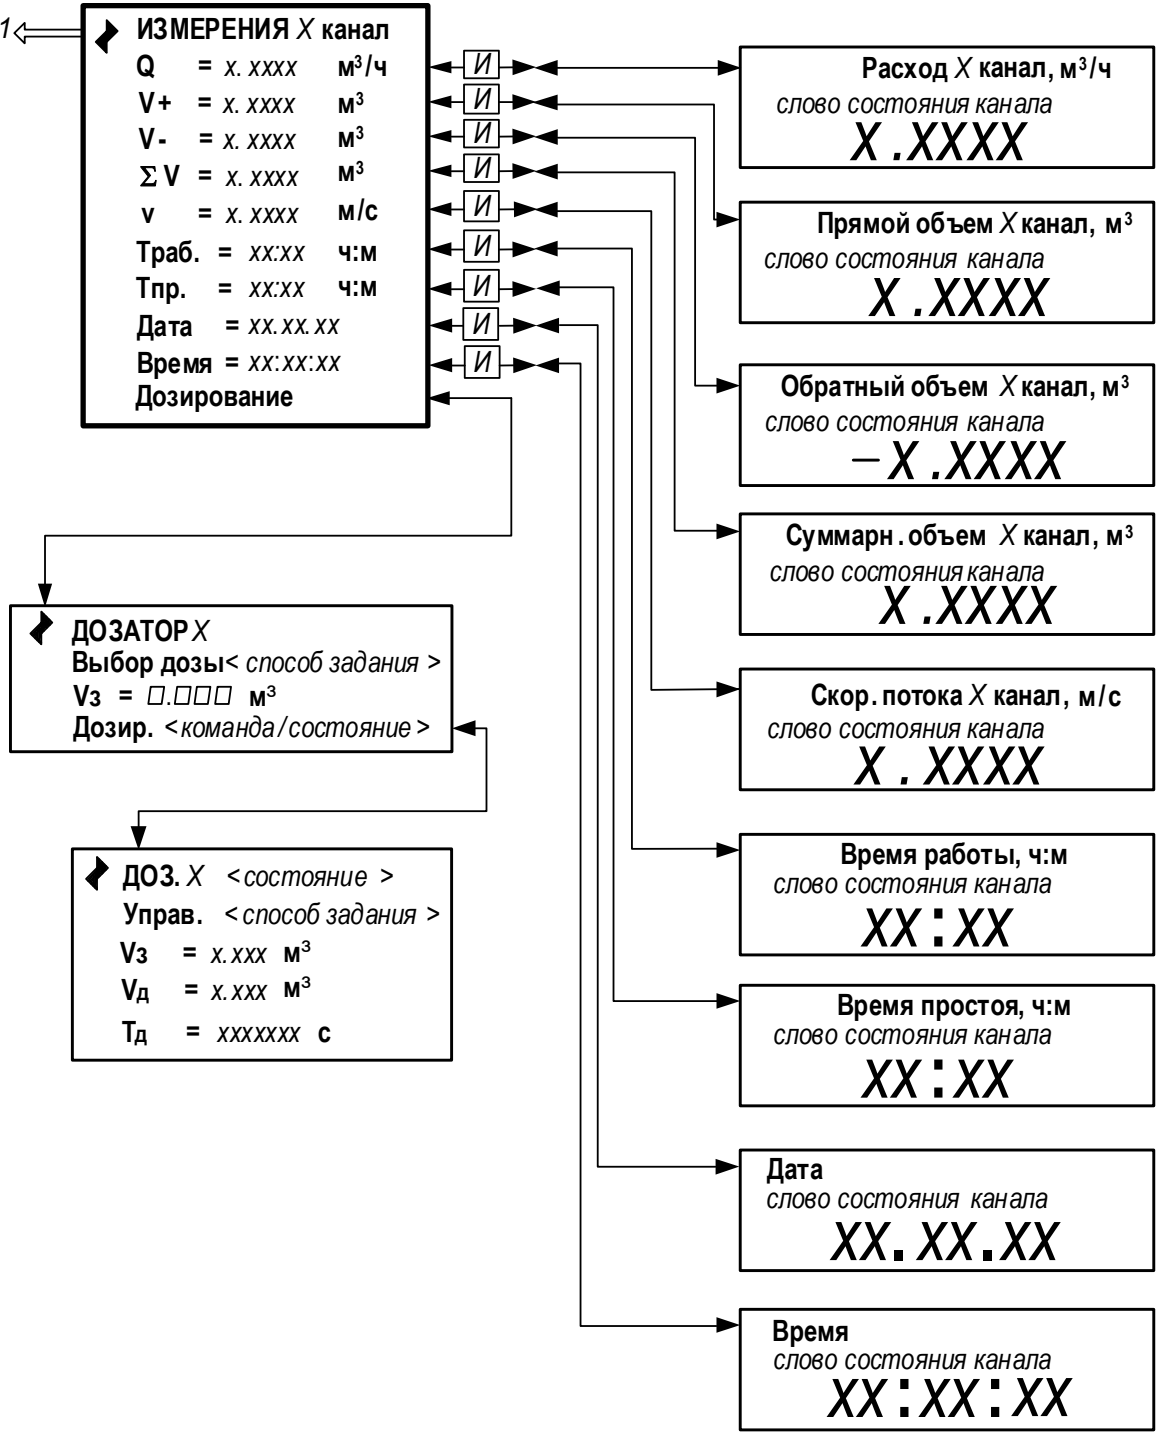 1
ИЗМЕРЕНИЯ X канал
Q = x.xxxx м³/ч
V+ = x.xxxx м³
V- = x.xxxx м³
ΣV = x.xxxx м³
v = x.xxxx м/с
Траб. = xx:xx ч:м
Тпр. = xx:xx ч:м
Дата = xx.xx.xx
Время = xx:xx:xx
Дозирование
И
И
И
И
И
И
И
И
И
ДОЗАТОР X
Выбор дозы < способ задания >
Vз = □.□□□ м³
Дозир. <команда/состояние>
ДОЗ. X <состояние >
Управ. <способ задания >
Vз = x.xxx м³
Vд = x.xxx м³
Тд = xxxxxxx с
Расход X канал, м³/ч
слово состояния канала
X.XXXX
Прямой объем X канал, м³
слово состояния канала
X.XXXX
Обратный объем X канал, м³
слово состояния канала
–X.XXXX
Суммарн. объем X канал, м³
слово состояния канала
X.XXXX
Скор. потока X канал, м/с
слово состояния канала
X.XXXX
Время работы, ч:м
слово состояния канала
XX:XX
Время простоя, ч:м
слово состояния канала
XX:XX
Дата
слово состояния канала
XX.XX.XX
Время
слово состояния канала
XX:XX:XX